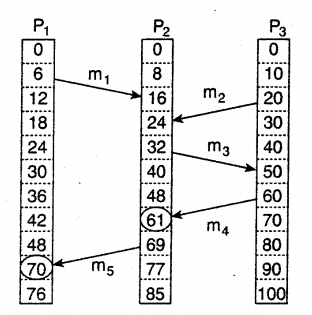 P1 P2 P3
0 0 0
6 m1 8 10
12 16 m2 20
18 24 30
24 32 m3 40
30 40 50
36 48 60
42 61 m4 70
48 69 80
70 m5 77 90
76 85 100